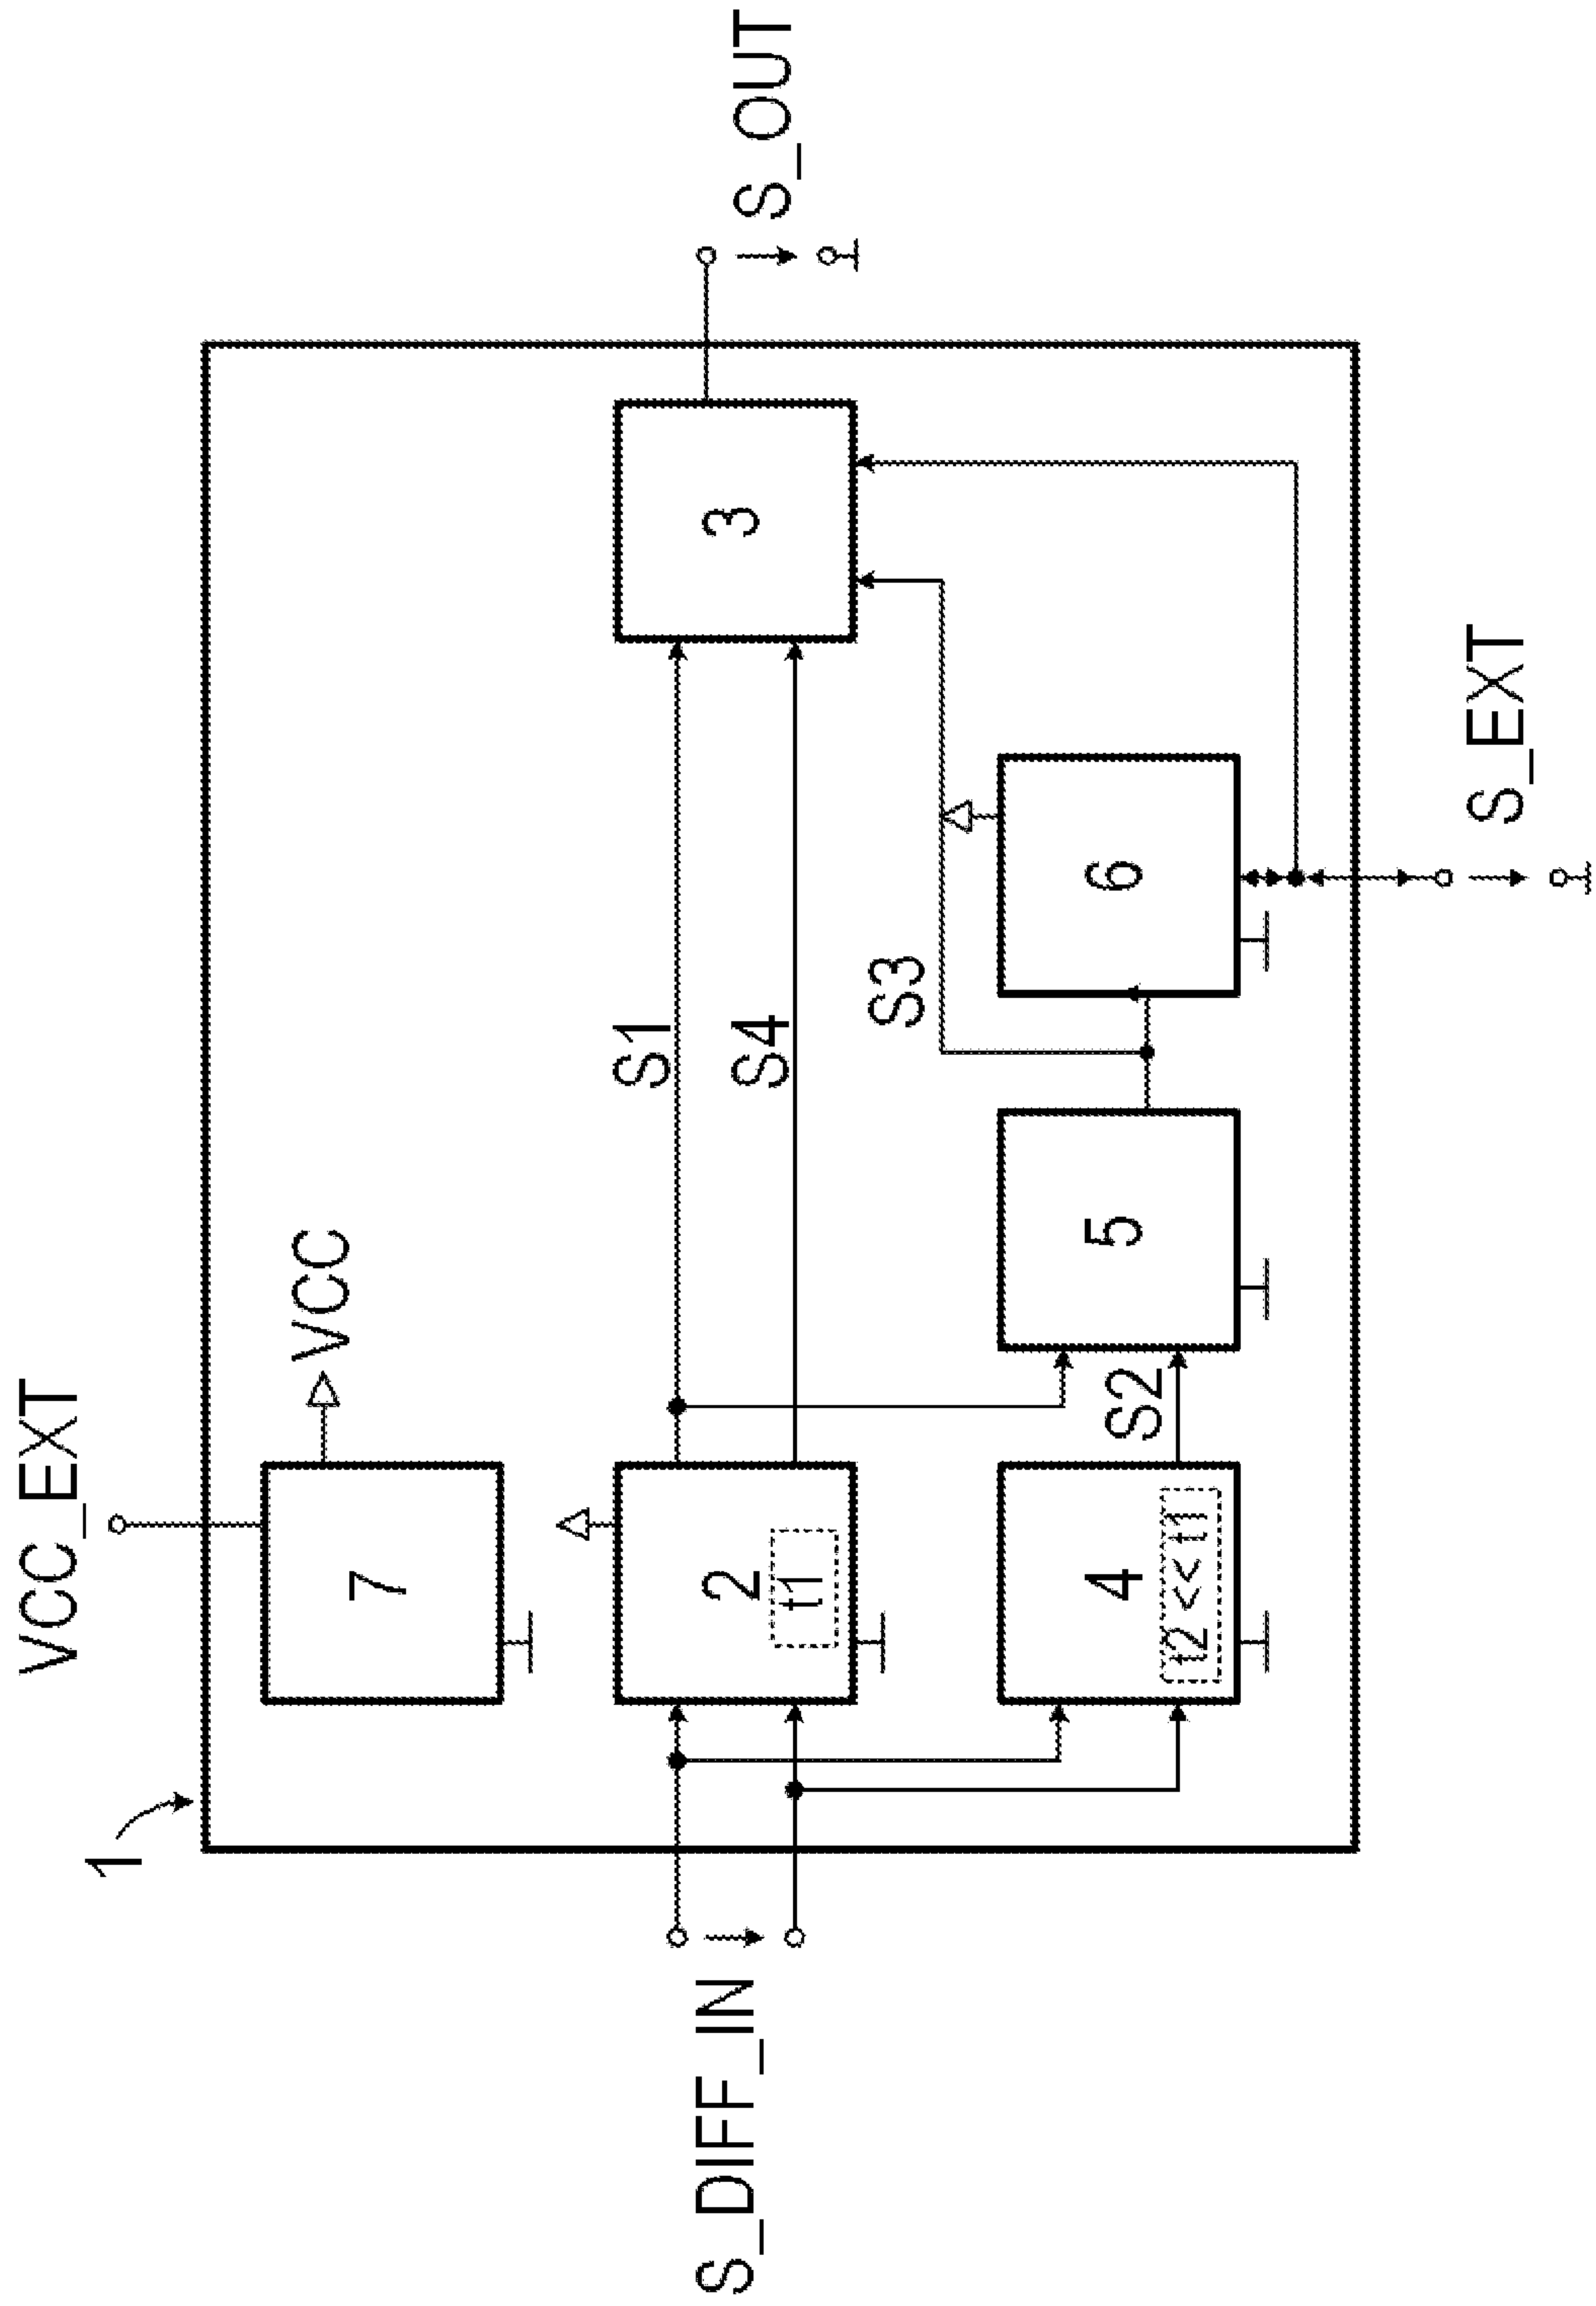 VCC_EXT
1
VCC
7
S1
S_DIFF_IN
2
t1
S4
3
S_OUT
S3
4
t2 << t1
S2
5
6
S_EXT